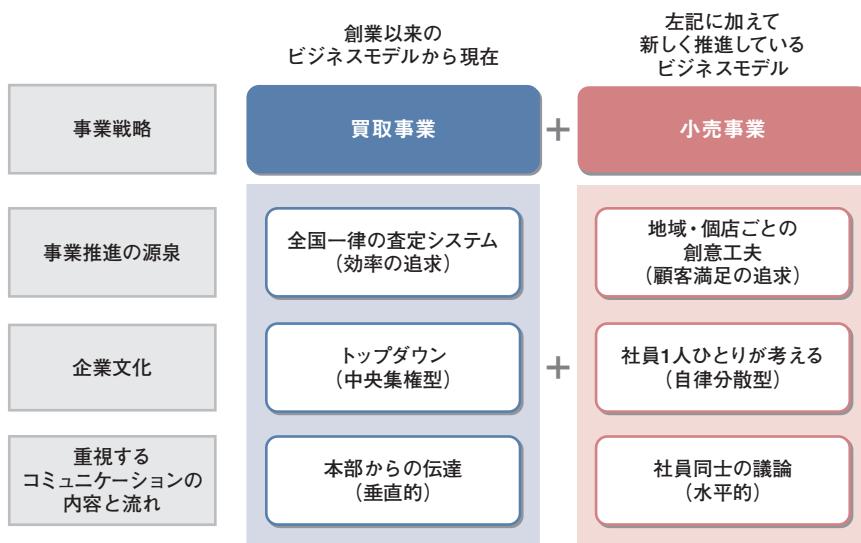 創業以来の
ビジネスモデルから現在
左記に加えて
新しく推進している
ビジネスモデル
事業戦略
買取事業
+
小売事業
事業推進の源泉
全国一律の査定システム
（効率の追求）
地域・個店ごとの
創意工夫
（顧客満足の追求）
企業文化
トップダウン
（中央集権型）
+
社員1人ひとりが考える
（自律分散型）
重視する
コミュニケーションの
内容と流れ
本部からの伝達
（垂直的）
社員同士の議論
（水平的）